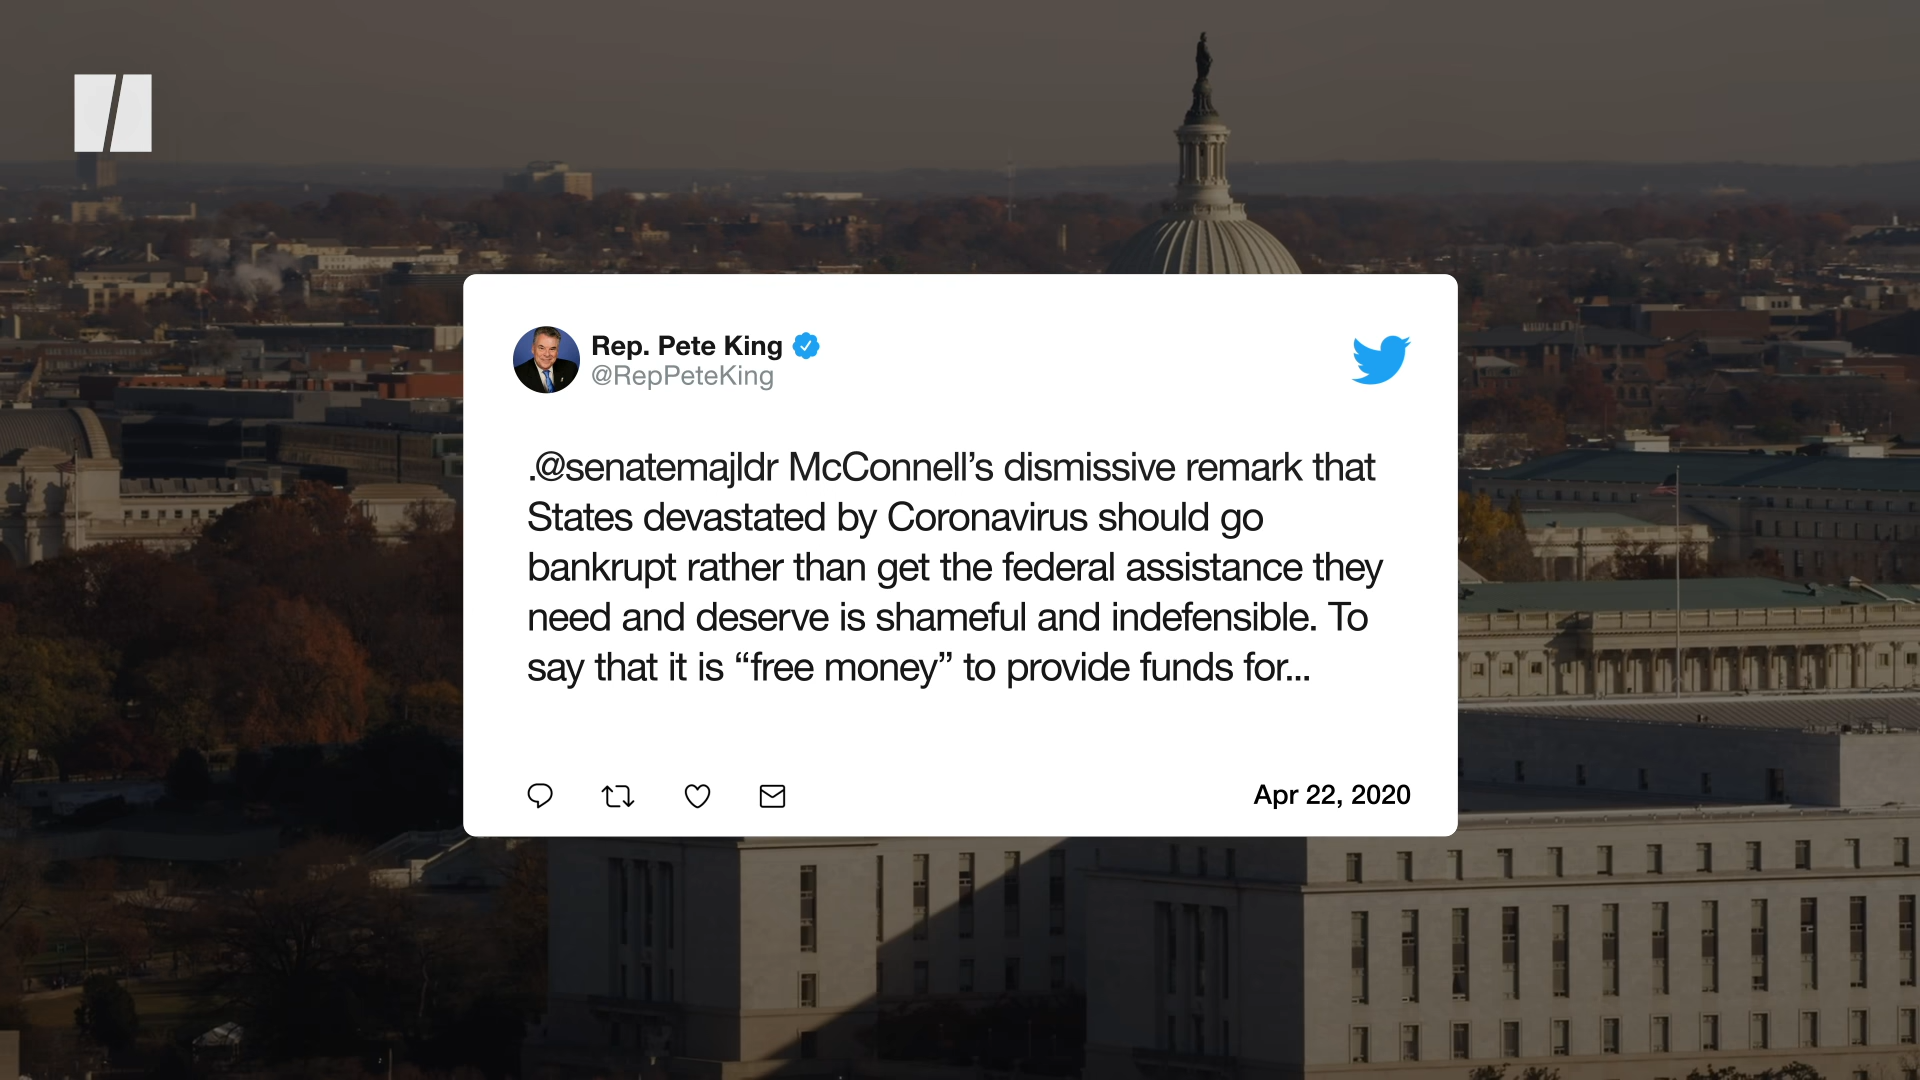 Rep. Pete King
@RepPeteKing
.@senatemajldr McConnell’s dismissive remark that
States devastated by Coronavirus should go
bankrupt rather than get the federal assistance they
need and deserve is shameful and indefensible. To
say that it is “free money” to provide funds for...
Apr 22, 2020